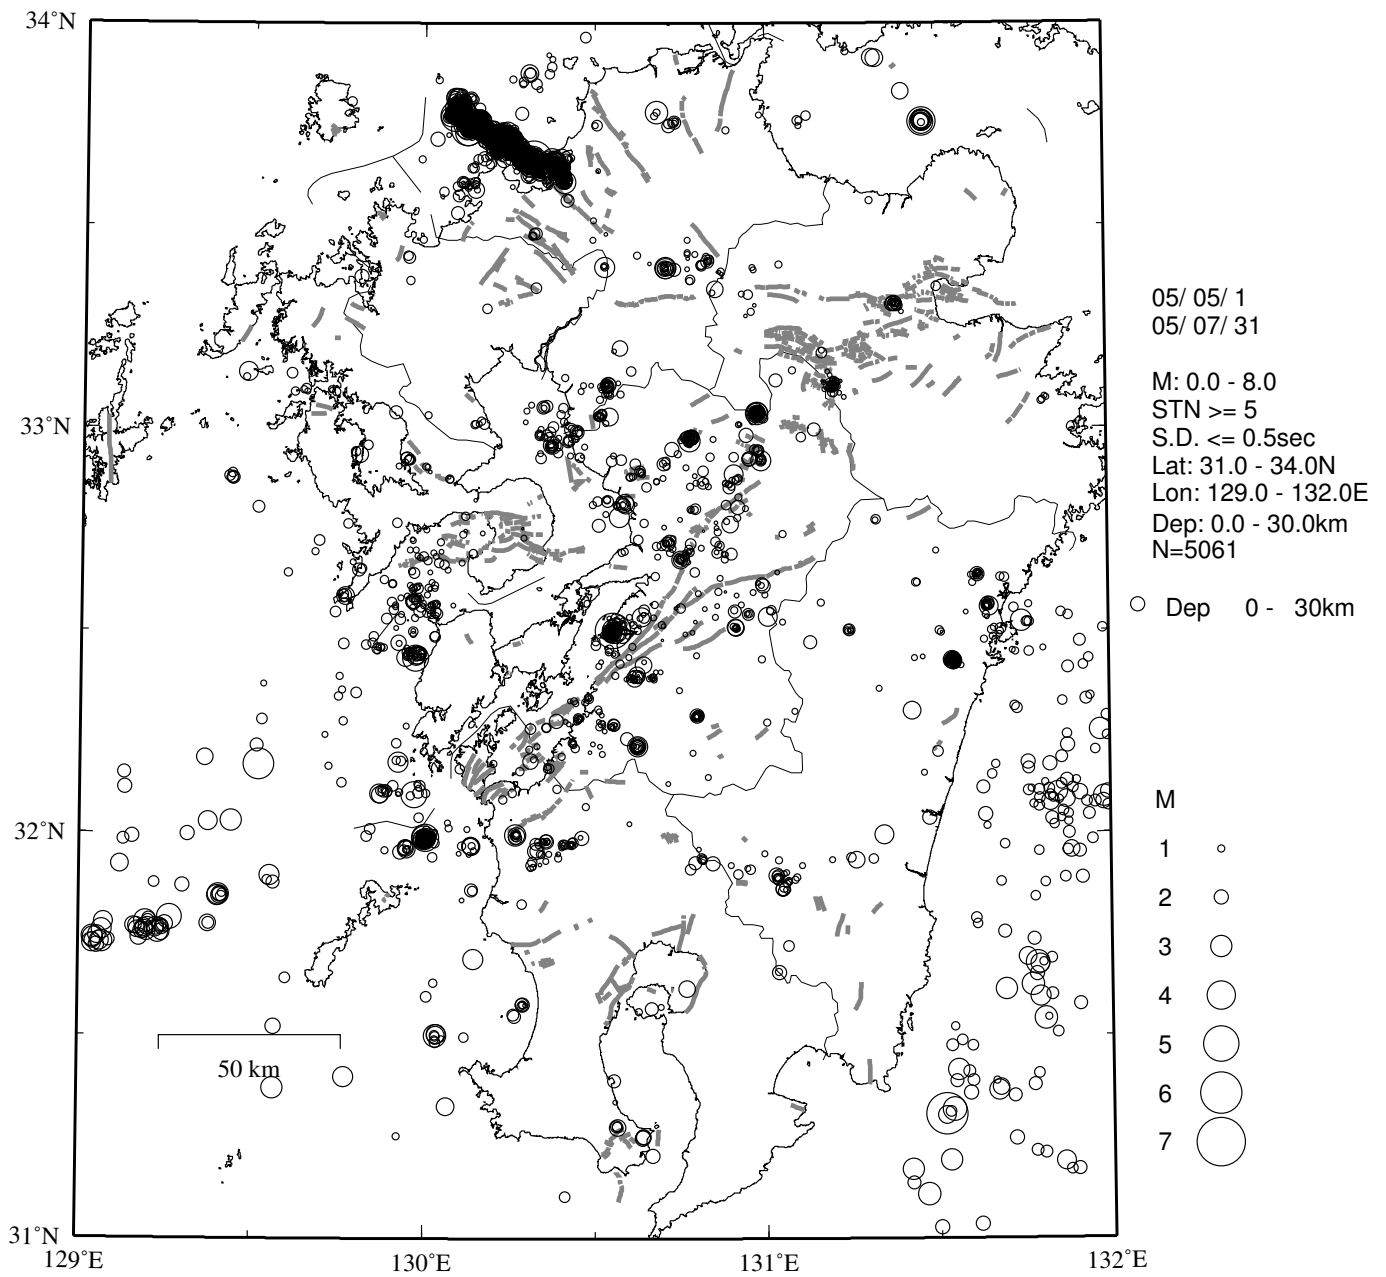 34˚N
33˚N
32˚N
31˚N
129˚E
130˚E
131˚E
132˚E
50 km
05/ 05/ 1
05/ 07/ 31
M: 0.0 - 8.0
STN >= 5
S.D. <= 0.5sec
Lat: 31.0 - 34.0N
Lon: 129.0 - 132.0E
Dep: 0.0 - 30.0km
N=5061
Dep 0 - 30km
M
1
2
3
4
5
6
7